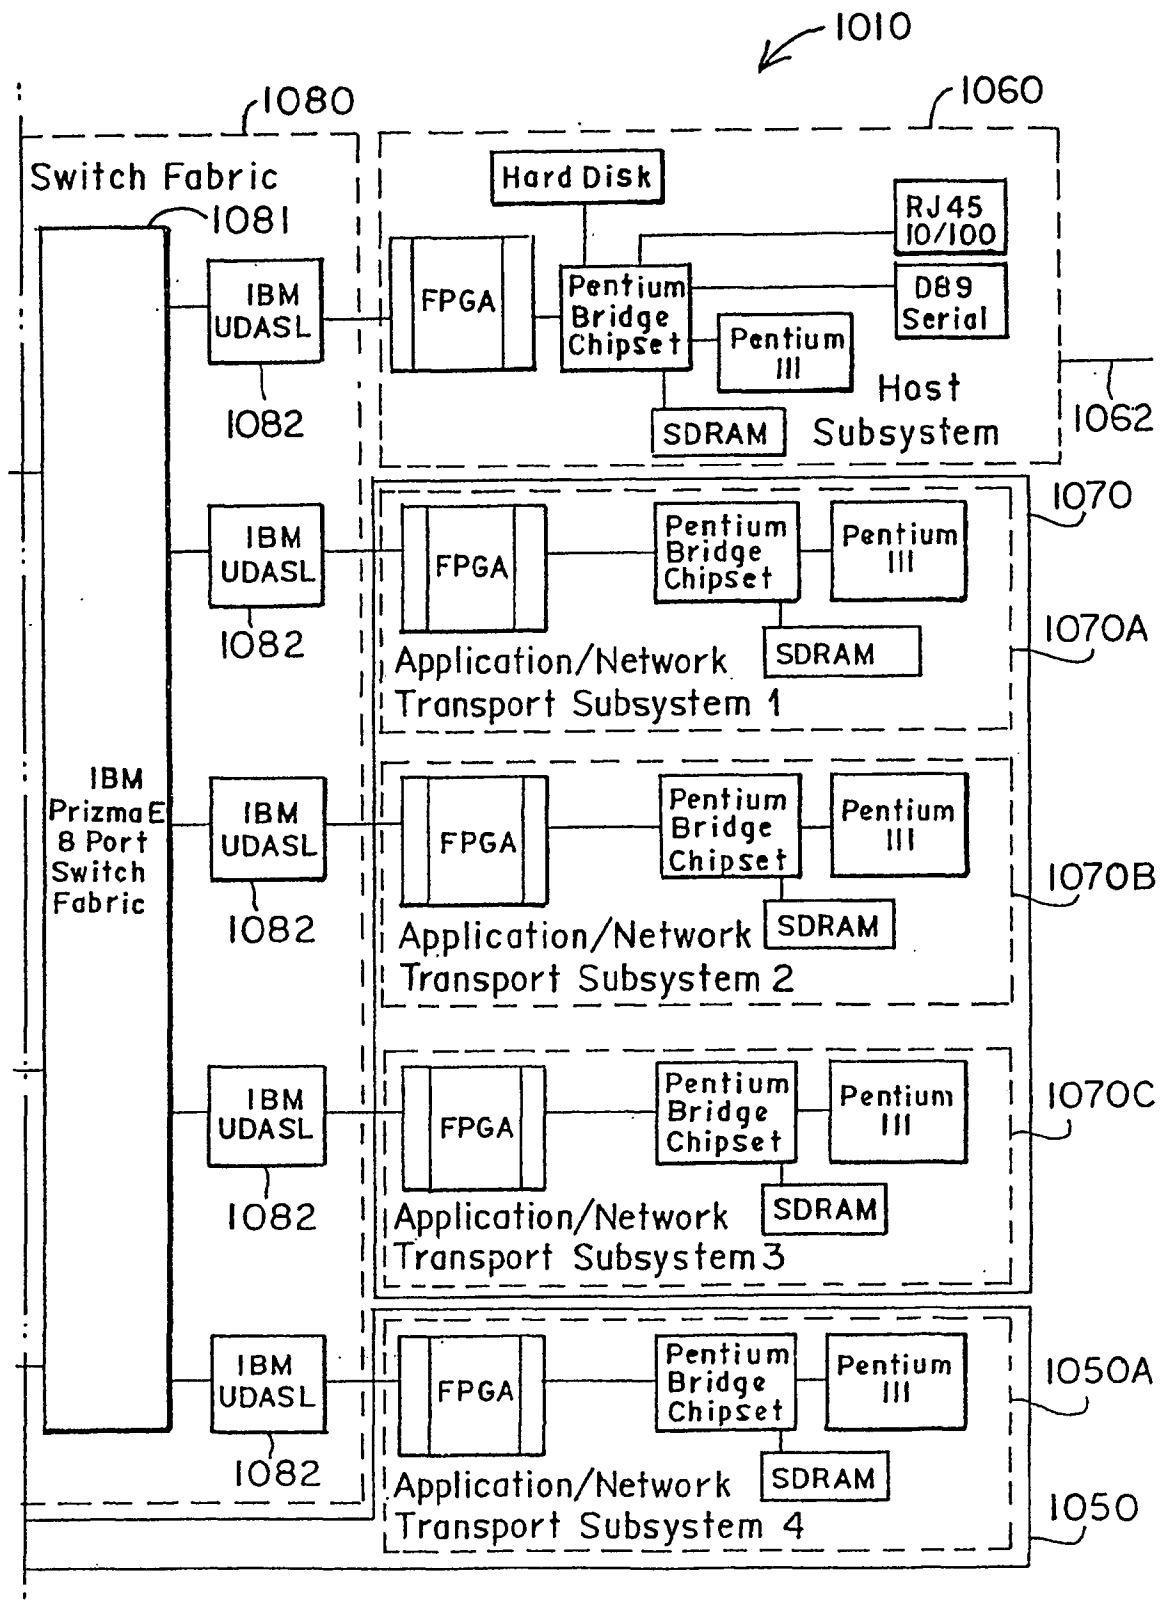 1010
1080
1060
Switch Fabric
1081
Hard Disk
RJ45
10/100
IBM
UDASL
FPGA
Pentium
Bridge
Chipset
D89
Serial
Pentium
III
1082
SDRAM
Host
Subsystem
1062
1070
IBM
UDASL
FPGA
Pentium
Bridge
Chipset
Pentium
III
1082
1070A
SDRAM
Application/Network
Transport Subsystem 1
IBM
PrizmaE
8 Port
Switch
Fabric
IBM
UDASL
FPGA
Pentium
Bridge
Chipset
Pentium
III
1070B
1082
SDRAM
Application/Network
Transport Subsystem 2
IBM
UDASL
FPGA
Pentium
Bridge
Chipset
Pentium
III
1070C
1082
SDRAM
Application/Network
Transport Subsystem 3
IBM
UDASL
FPGA
Pentium
Bridge
Chipset
Pentium
III
1050A
1082
SDRAM
Application/Network
Transport Subsystem 4
1050